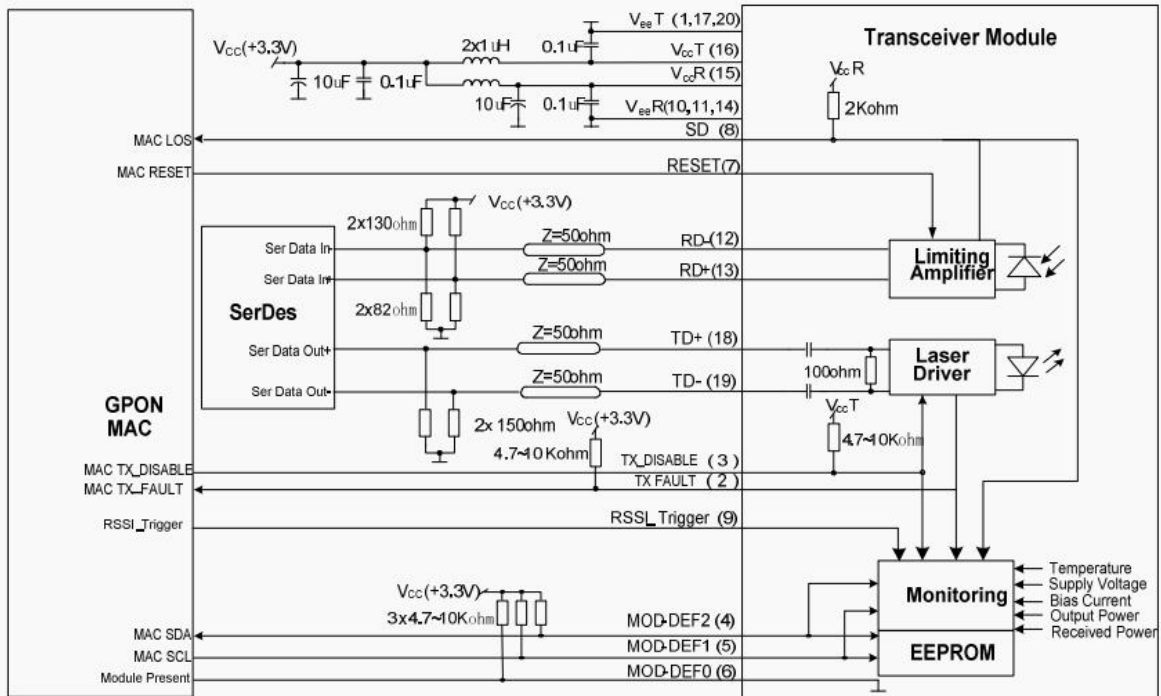 VeeT (1,17,20)
Transceiver Module
VCC(+3.3V)
2x1uH
0.1uF
VccT (16)
VccR (15)
VccR
10uF
0.1uF
10uF
0.1uF
VeeR(10,11,14)
2Kohm
SD (8)
MAC LOS
MAC RESET
RESET(7)
VCC(+3.3V)
2x130ohm
Z=50ohm
RD-(12)
Ser Data In-
Limiting
Amplifier
Z=50ohm
RD+(13)
Ser Data In+
SerDes
2x82ohm
Z=50ohm
TD+ (18)
Ser Data Out+
Laser
Driver
100ohm
Z=50ohm
TD- (19)
Ser Data Out-
GPON
MAC
2x 150ohm
VCC(+3.3V)
VccT
4.7~10Kohm
4.7~10Kohm
MAC TX_DISABLE
TX_DISABLE (3)
MAC TX_FAULT
TX FAULT (2)
RSSI_Trigger
RSSI_Trigger (9)
Temperature
Supply Voltage
Bias Current
Output Power
Received Power
Monitoring
EEPROM
VCC(+3.3V)
3x4.7~10Kohm
MAC SDA
MOD-DEF2 (4)
MAC SCL
MOD-DEF1 (5)
Module Present
MOD-DEF0 (6)